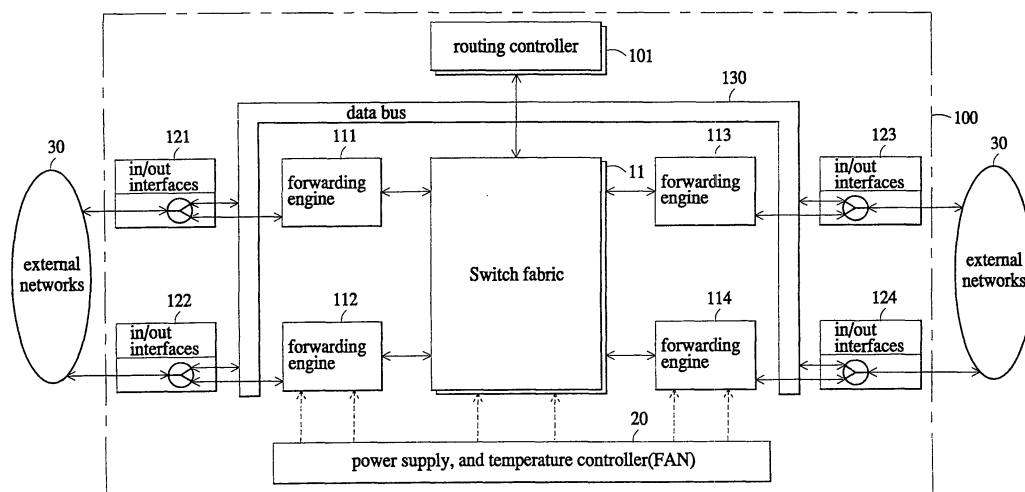 routing controller
101
130
data bus
100
30
121
in/out
interfaces
111
forwarding
engine
11
113
forwarding
engine
123
in/out
interfaces
30
external
networks
Switch fabric
external
networks
122
in/out
interfaces
112
forwarding
engine
114
forwarding
engine
124
in/out
interfaces
20
power supply, and temperature controller(FAN)